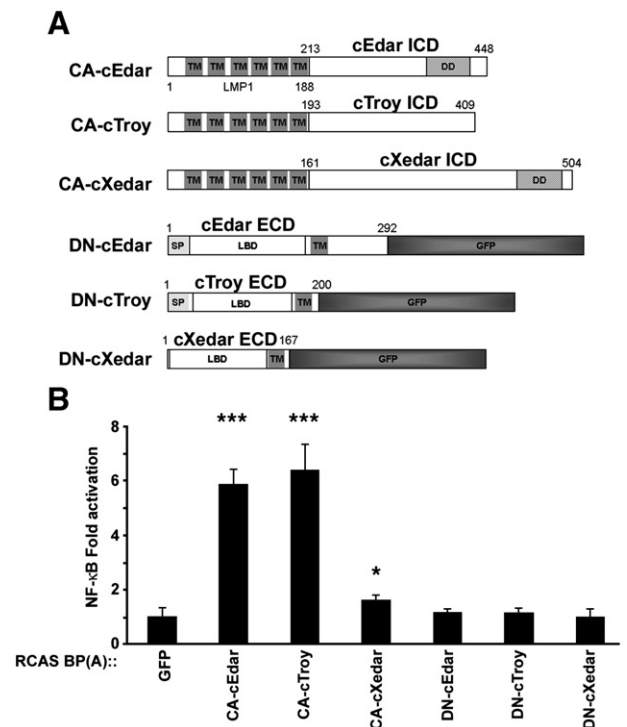 A
213 cEdar ICD 448
CA-cEdar TM TM TM TM TM TM DD
1 LMP1 188
193 cTroy ICD 409
CA-cTroy TM TM TM TM TM TM
161 cXedar ICD 504
CA-cXedar TM TM TM TM TM TM DD
1 cEdar ECD 292
DN-cEdar SP LBD TM GFP
1 cTroy ECD 200
DN-cTroy SP LBD TM GFP
1 cXedar ECD 167
DN-cXedar LBD TM GFP
B
NF-κB Fold activation
8
6
4
2
0
***
***
*
RCAS BP(A):: GFP CA-cEdar CA-cTroy CA-cXedar DN-cEdar DN-cTroy DN-cXedar